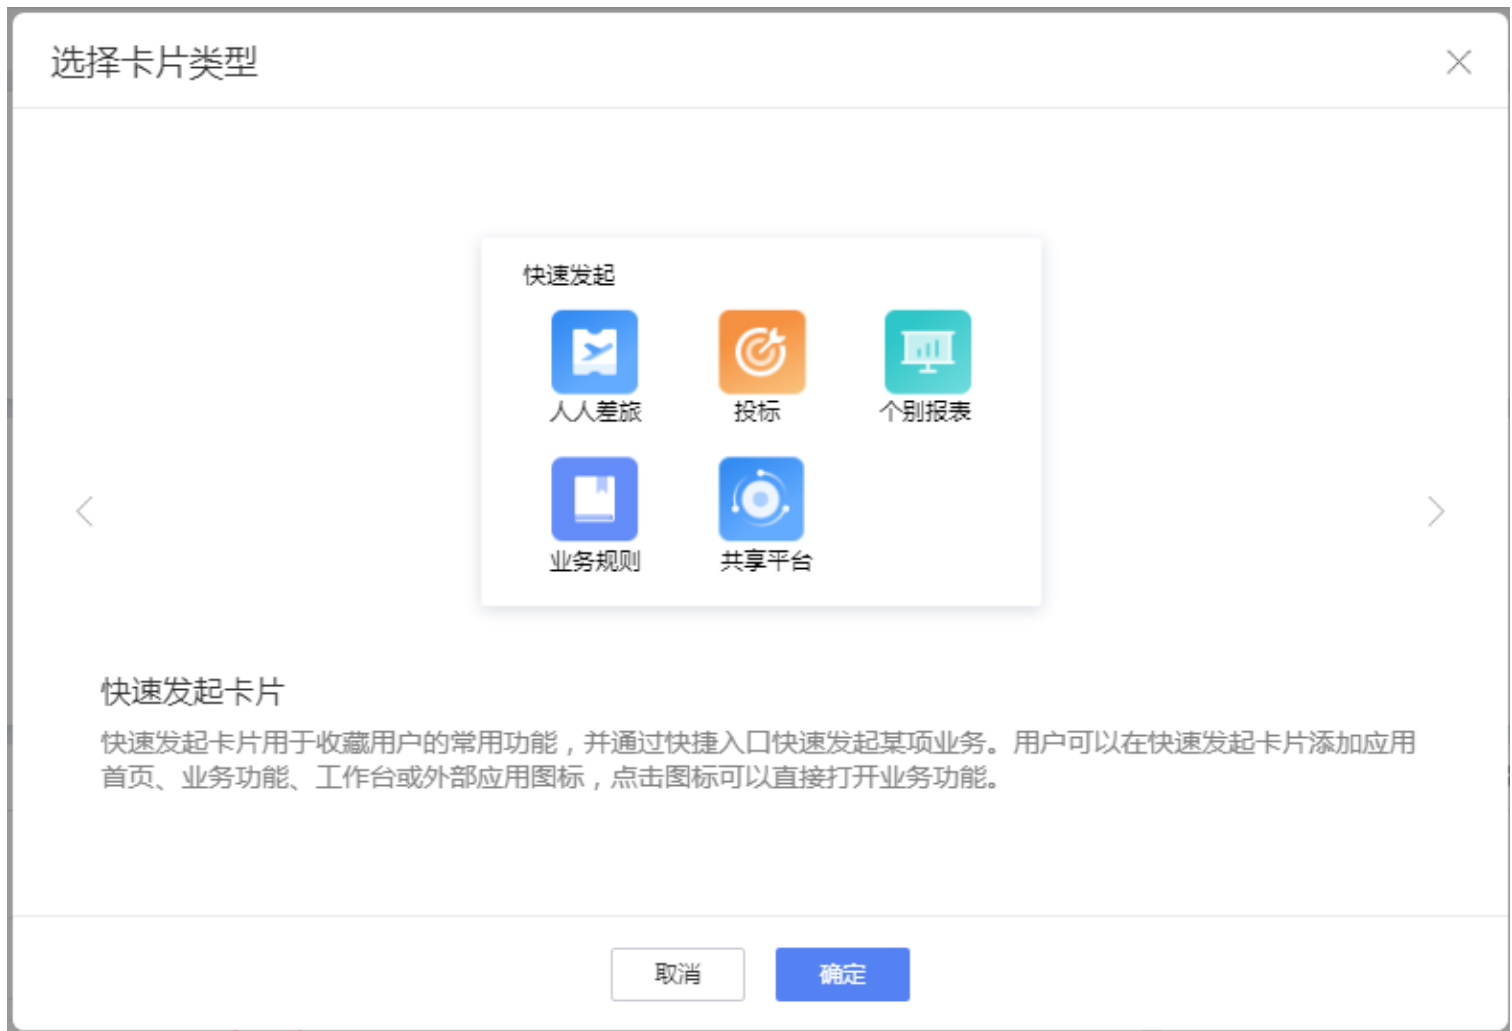 选择卡片类型
快速发起
人人差旅
投标
个别报表
业务规则
共享平台
快速发起卡片
快速发起卡片用于收藏用户的常用功能，并通过快捷入口快速发起某项业务。用户可以在快速发起卡片添加应用
首页、业务功能、工作台或外部应用图标，点击图标可以直接打开业务功能。
取消
确定